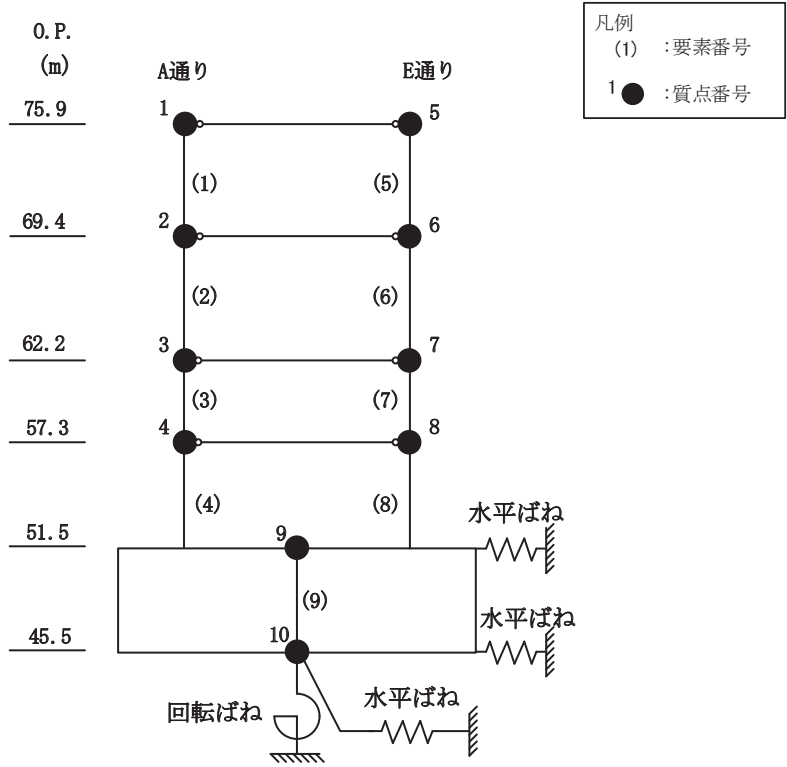 O.P.
(m)
A通り
E通り
凡例
(1) :要素番号
1 :質点番号
75.9
1
5
(1)
(5)
69.4
2
6
(2)
(6)
62.2
3
7
(3)
(7)
57.3
4
8
(4)
(8)
水平ばね
51.5
9
(9)
水平ばね
45.5
10
回転ばね
水平ばね